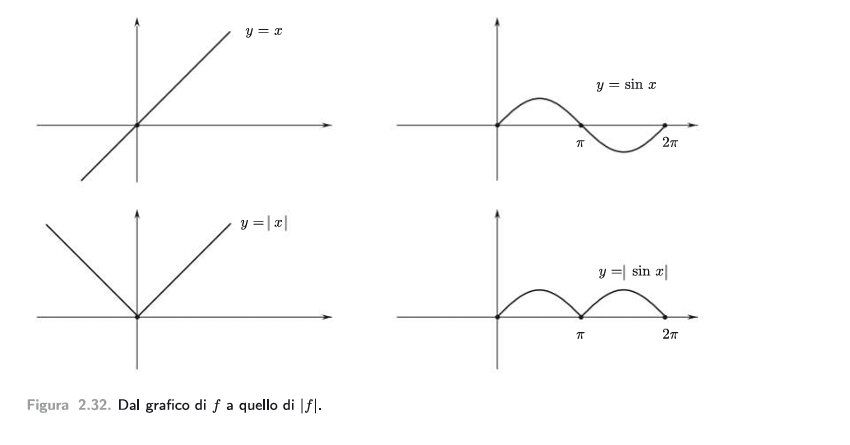 y = x
y = sin x
π
2π
y =| x|
y =| sin x|
π
2π
Figura 2.32. Dal grafico di f a quello di |f|.